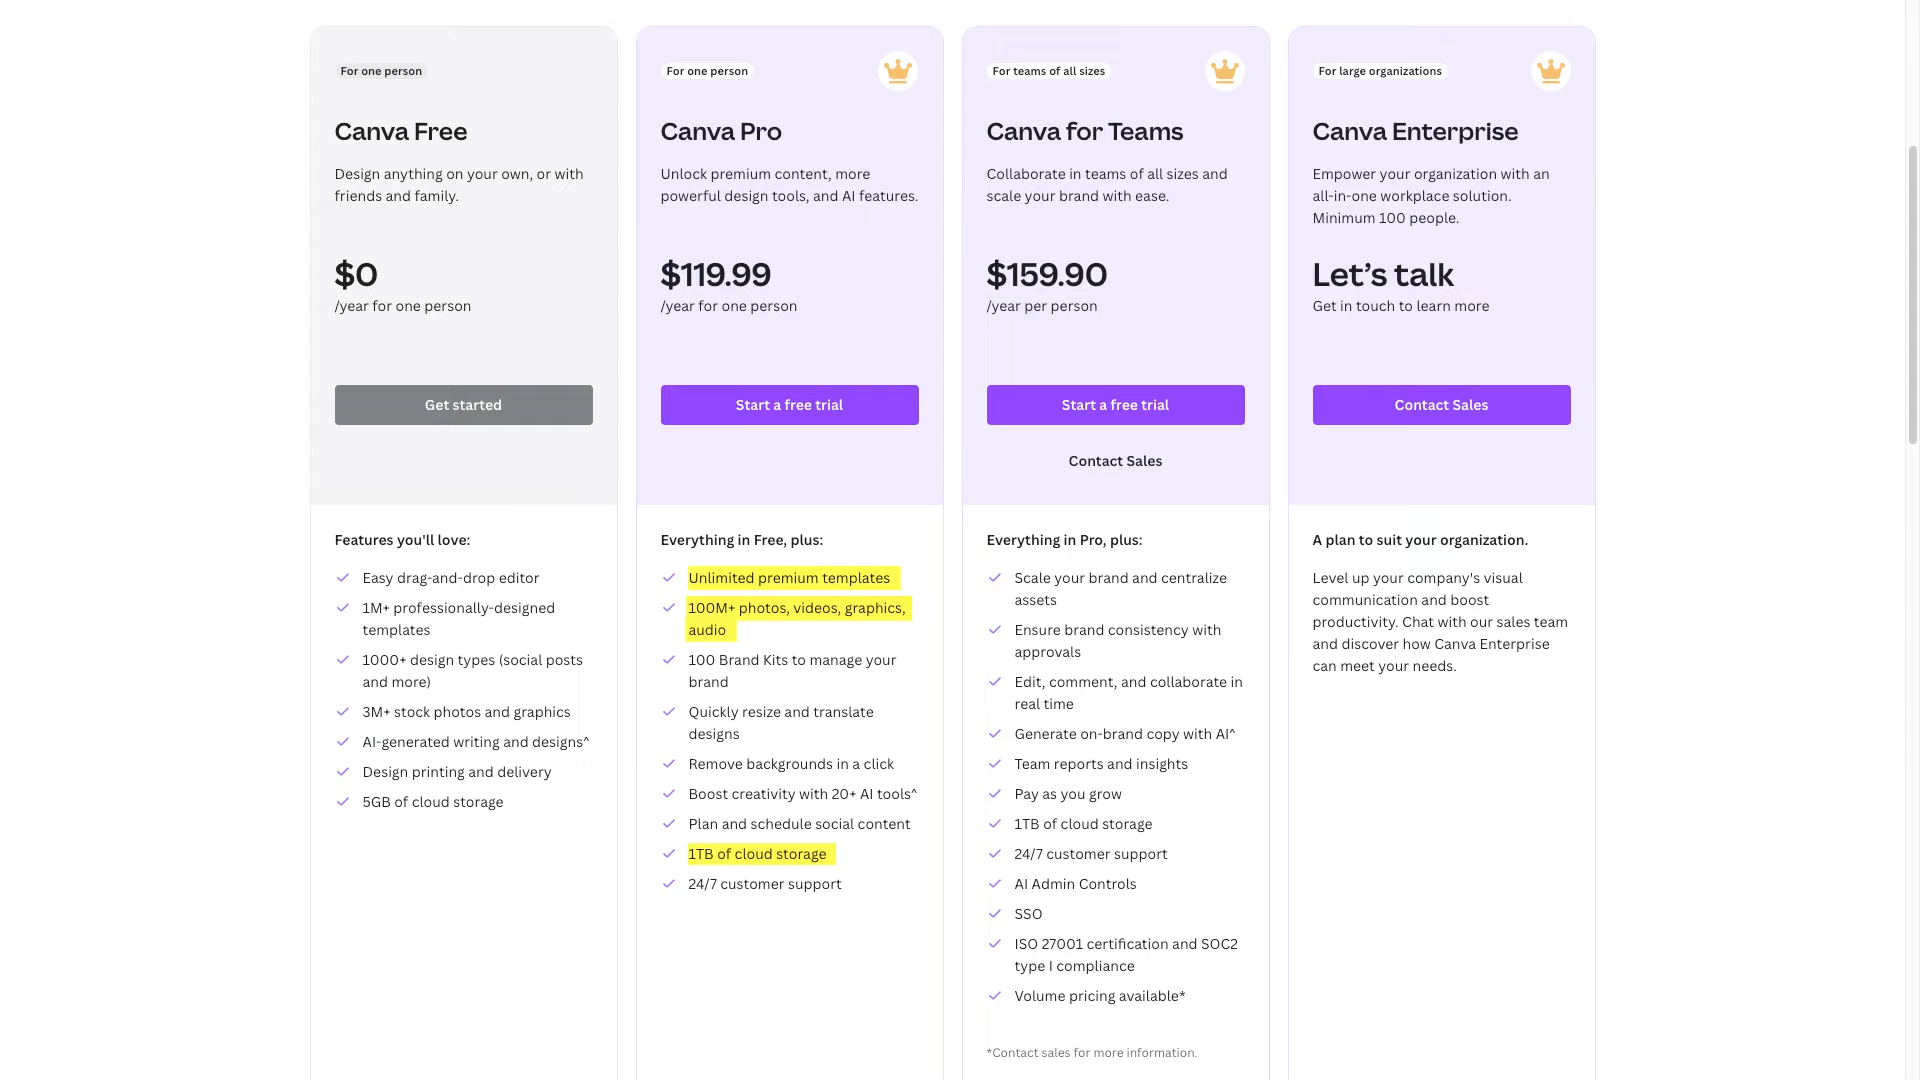 For one person
Canva Free
Design anything on your own, or with
friends and family.
$0
/year for one person
Get started
Features you'll love:
Easy drag-and-drop editor
1M+ professionally-designed
templates
1000+ design types (social posts
and more)
3M+ stock photos and graphics
AI-generated writing and designs^
Design printing and delivery
5GB of cloud storage
For one person
Canva Pro
Unlock premium content, more
powerful design tools, and AI features.
$119.99
/year for one person
Start a free trial
Everything in Free, plus:
Unlimited premium templates
100M+ photos, videos, graphics,
audio
100 Brand Kits to manage your
brand
Quickly resize and translate
designs
Remove backgrounds in a click
Boost creativity with 20+ AI tools^
Plan and schedule social content
1TB of cloud storage
24/7 customer support
For teams of all sizes
Canva for Teams
Collaborate in teams of all sizes and
scale your brand with ease.
$159.90
/year per person
Start a free trial
Contact Sales
Everything in Pro, plus:
Scale your brand and centralize
assets
Ensure brand consistency with
approvals
Edit, comment, and collaborate in
real time
Generate on-brand copy with AI^
Team reports and insights
Pay as you grow
1TB of cloud storage
24/7 customer support
AI Admin Controls
SSO
ISO 27001 certification and SOC2
type I compliance
Volume pricing available*
*Contact sales for more information.
For large organizations
Canva Enterprise
Empower your organization with an
all-in-one workplace solution.
Minimum 100 people.
Let’s talk
Get in touch to learn more
Contact Sales
A plan to suit your organization.
Level up your company's visual
communication and boost
productivity. Chat with our sales team
and discover how Canva Enterprise
can meet your needs.